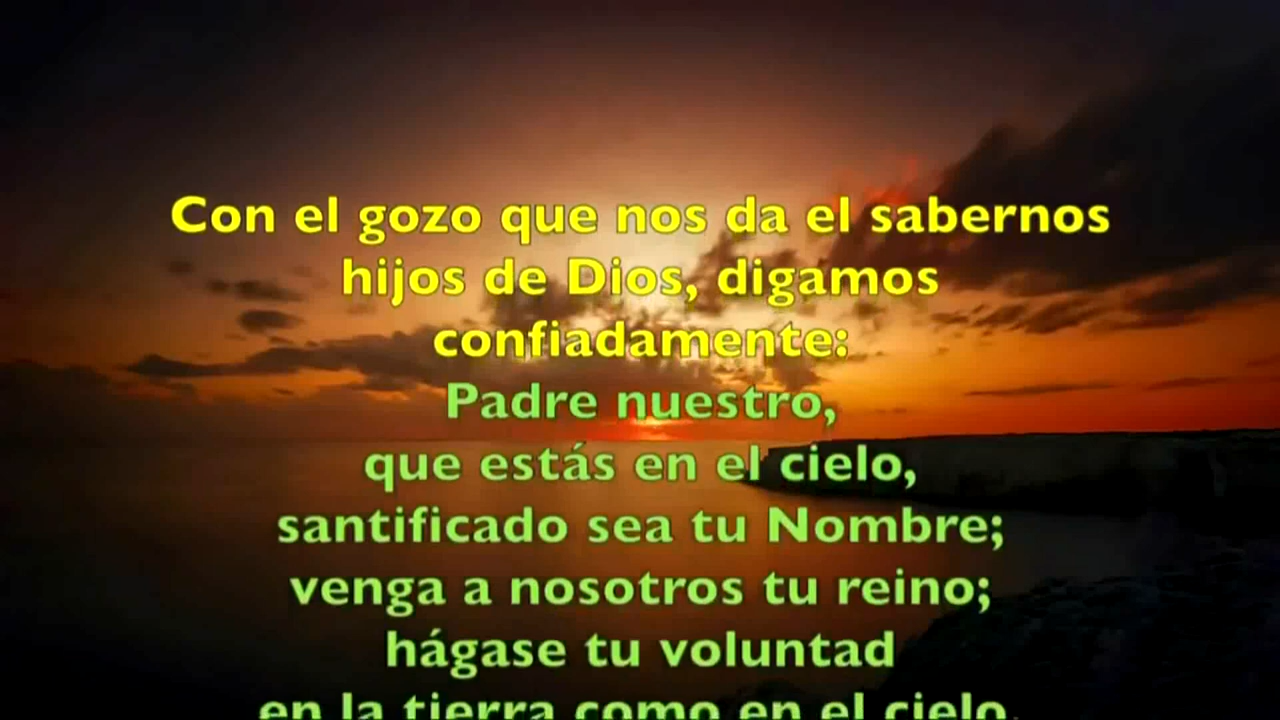 Con el gozo que nos da el sabernos
hijos de Dios, digamos
confiadamente:
Padre nuestro,
que estás en el cielo,
santificado sea tu Nombre;
venga a nosotros tu reino;
hágase tu voluntad
en la tierra como en el cielo.